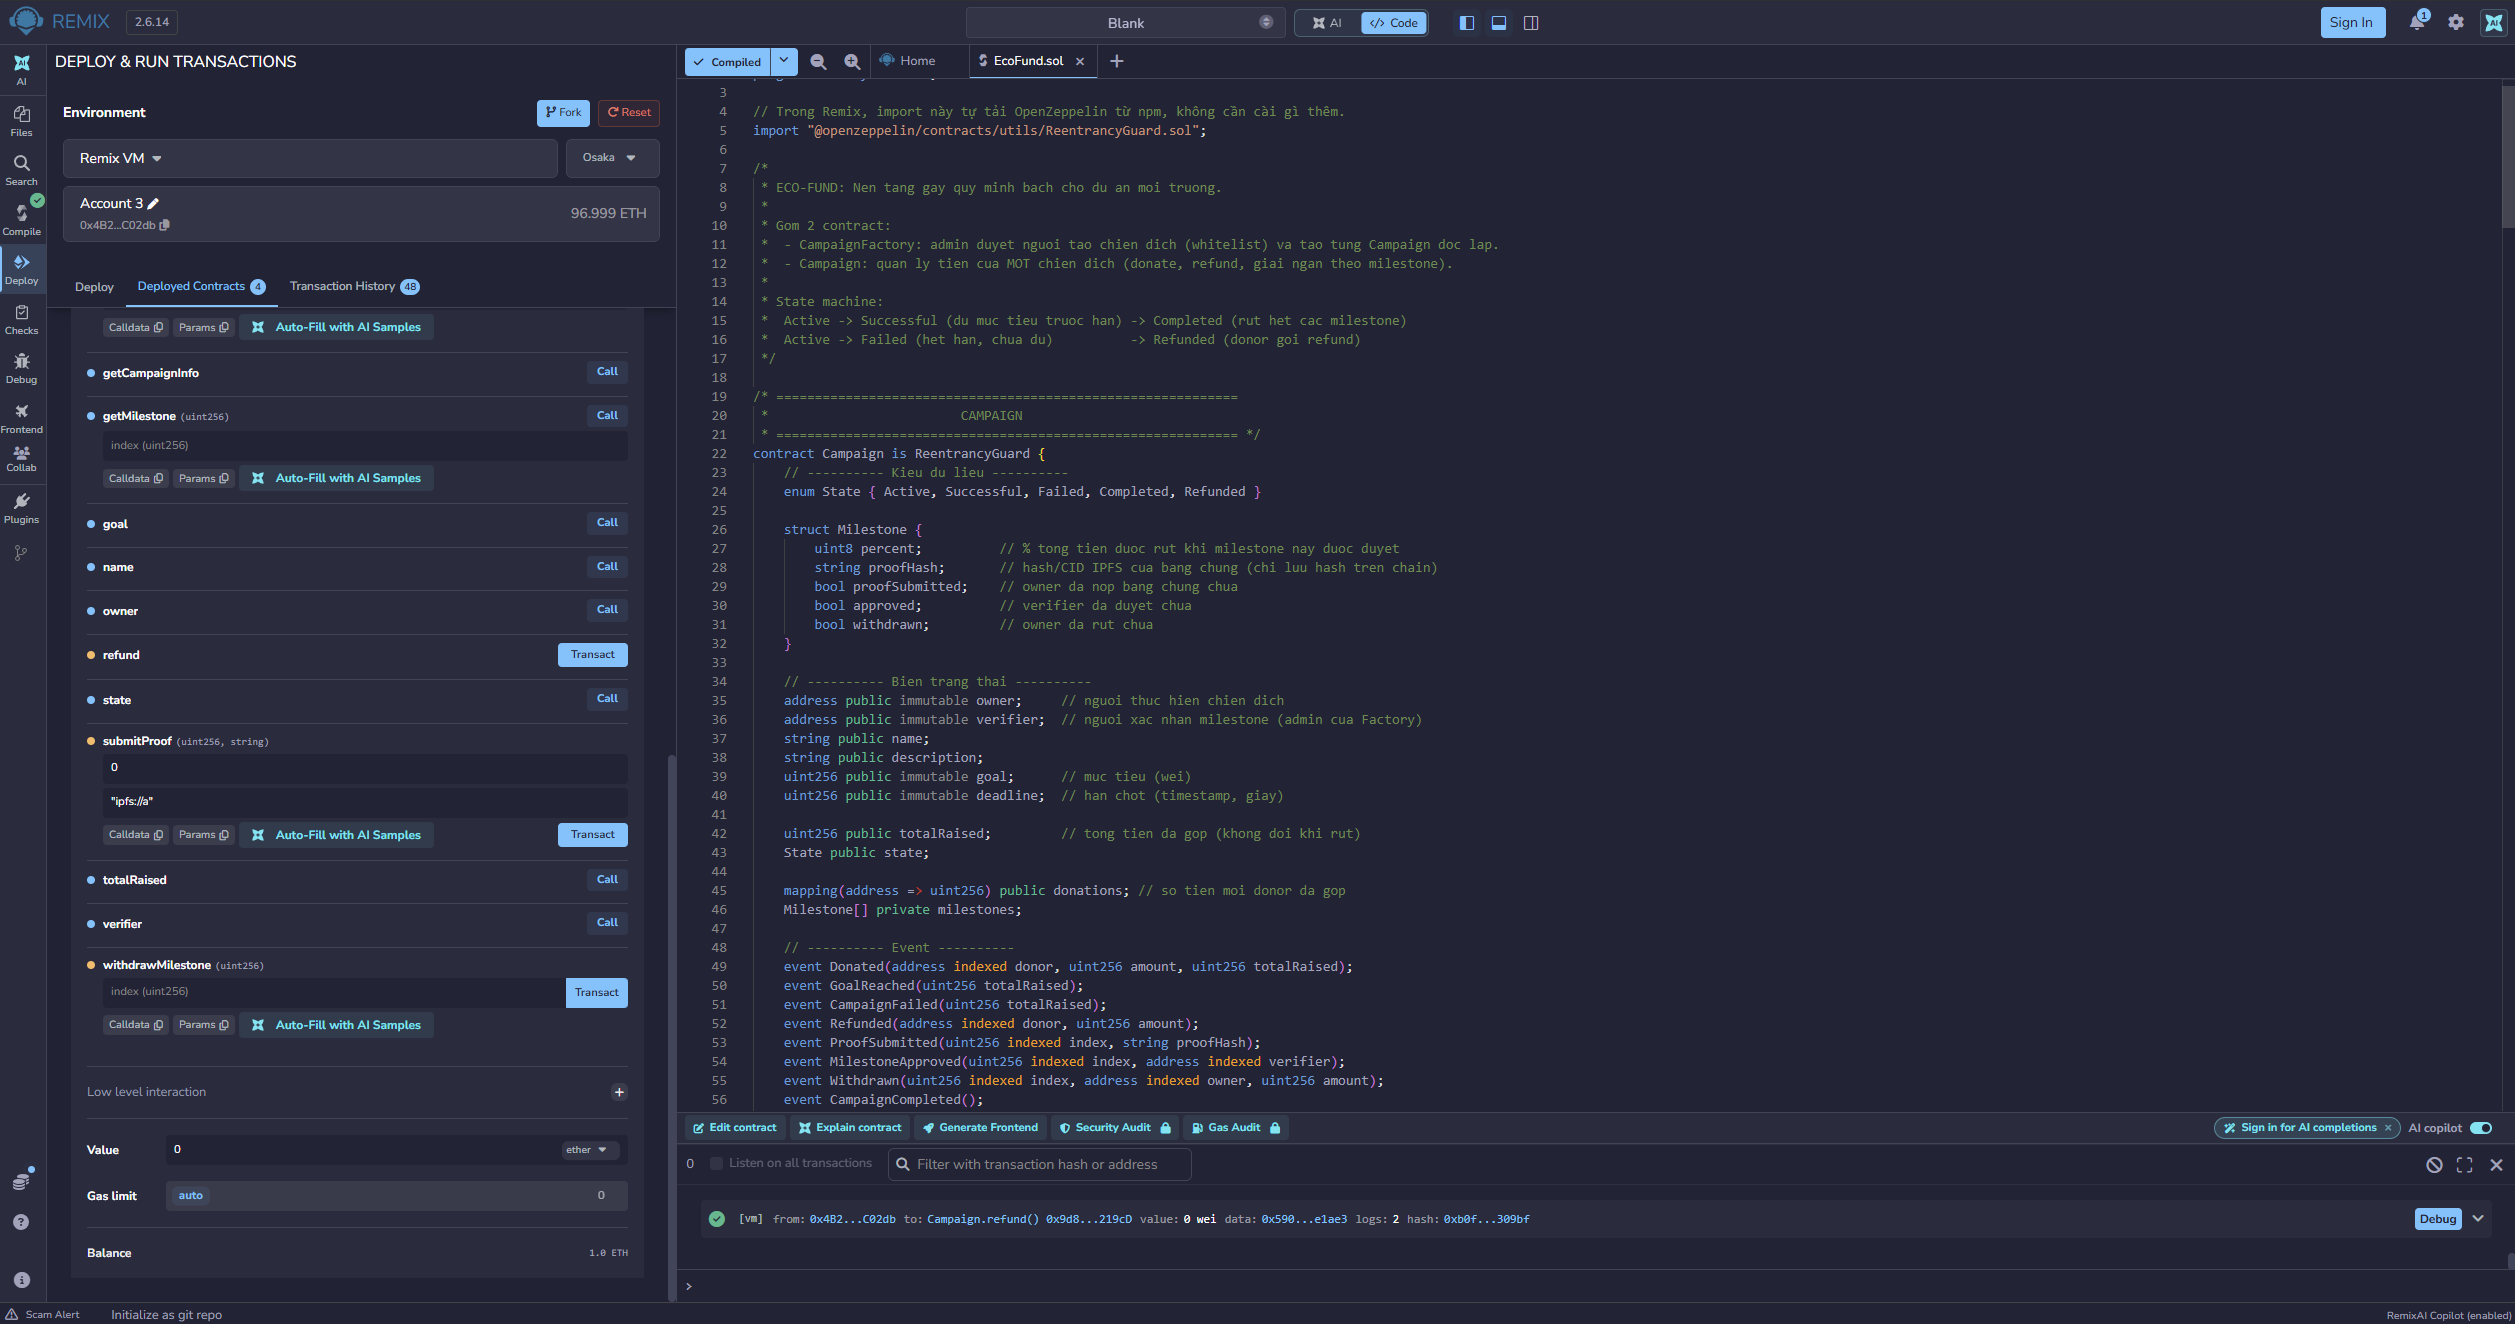 REMIX 2.6.14 Blank AI Code Sign In 1
AI
Files
Search
Compile
Deploy
Checks
Debug
Frontend
Collab
Plugins
DEPLOY & RUN TRANSACTIONS
Environment Fork Reset
Remix VM Osaka
Account 3 96.999 ETH
0x4B2...C02db
Deploy Deployed Contracts 4 Transaction History 48
Calldata Params Auto-Fill with AI Samples
getCampaignInfo Call
getMilestone (uint256) Call
index (uint256)
Calldata Params Auto-Fill with AI Samples
goal Call
name Call
owner Call
refund Transact
state Call
submitProof (uint256, string)
0
"ipfs://a"
Calldata Params Auto-Fill with AI Samples Transact
totalRaised Call
verifier Call
withdrawMilestone (uint256)
index (uint256) Transact
Calldata Params Auto-Fill with AI Samples
Low level interaction
Value 0 ether
Gas limit auto 0
Balance 1.0 ETH
Compiled Home EcoFund.sol
3
4 // Trong Remix, import này tự tải OpenZeppelin từ npm, không cần cài gì thêm.
5 import "@openzeppelin/contracts/utils/ReentrancyGuard.sol";
6
7 /*
8 * ECO-FUND: Nen tang gay quy minh bach cho du an moi truong.
9 *
10 * Gom 2 contract:
11 * - CampaignFactory: admin duyet nguoi tao chien dich (whitelist) va tao tung Campaign doc lap.
12 * - Campaign: quan ly tien cua MOT chien dich (donate, refund, giai ngan theo milestone).
13 *
14 * State machine:
15 * Active -> Successful (du muc tieu truoc han) -> Completed (rut het cac milestone)
16 * Active -> Failed (het han, chua du) -> Refunded (donor goi refund)
17 */
18
19 /* ============================================================
20 * CAMPAIGN
21 * ============================================================ */
22 contract Campaign is ReentrancyGuard {
23 // ---------- Kieu du lieu ----------
24 enum State { Active, Successful, Failed, Completed, Refunded }
25
26 struct Milestone {
27 uint8 percent; // % tong tien duoc rut khi milestone nay duoc duyet
28 string proofHash; // hash/CID IPFS cua bang chung (chi luu hash tren chain)
29 bool proofSubmitted; // owner da nop bang chung chua
30 bool approved; // verifier da duyet chua
31 bool withdrawn; // owner da rut chua
32 }
33
34 // ---------- Bien trang thai ----------
35 address public immutable owner; // nguoi thuc hien chien dich
36 address public immutable verifier; // nguoi xac nhan milestone (admin cua Factory)
37 string public name;
38 string public description;
39 uint256 public immutable goal; // muc tieu (wei)
40 uint256 public immutable deadline; // han chot (timestamp, giay)
41
42 uint256 public totalRaised; // tong tien da gop (khong doi khi rut)
43 State public state;
44
45 mapping(address => uint256) public donations; // so tien moi donor da gop
46 Milestone[] private milestones;
47
48 // ---------- Event ----------
49 event Donated(address indexed donor, uint256 amount, uint256 totalRaised);
50 event GoalReached(uint256 totalRaised);
51 event CampaignFailed(uint256 totalRaised);
52 event Refunded(address indexed donor, uint256 amount);
53 event ProofSubmitted(uint256 indexed index, string proofHash);
54 event MilestoneApproved(uint256 indexed index, address indexed verifier);
55 event Withdrawn(uint256 indexed index, address indexed owner, uint256 amount);
56 event CampaignCompleted();
Edit contract Explain contract Generate Frontend Security Audit Gas Audit Sign in for AI completions × AI copilot
0 Listen on all transactions Filter with transaction hash or address
[vm] from: 0x4B2...C02db to: Campaign.refund() 0x9d8...219cD value: 0 wei data: 0x590...e1ae3 logs: 2 hash: 0xb0f...309bf Debug
>
Scam Alert Initialize as git repo RemixAI Copilot (enabled)